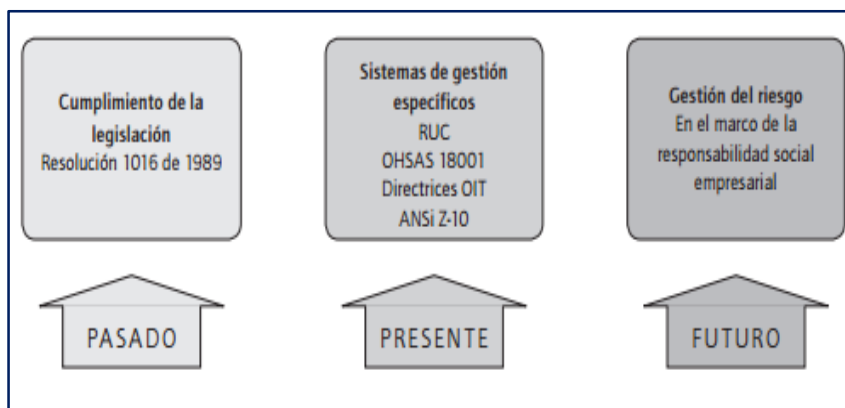 Cumplimiento de la
legislación
Resolución 1016 de 1989
Sistemas de gestión
específicos
RUC
OHSAS 18001
Directrices OIT
ANSi Z-10
Gestión del riesgo
En el marco de la
responsabilidad social
empresarial
PASADO
PRESENTE
FUTURO